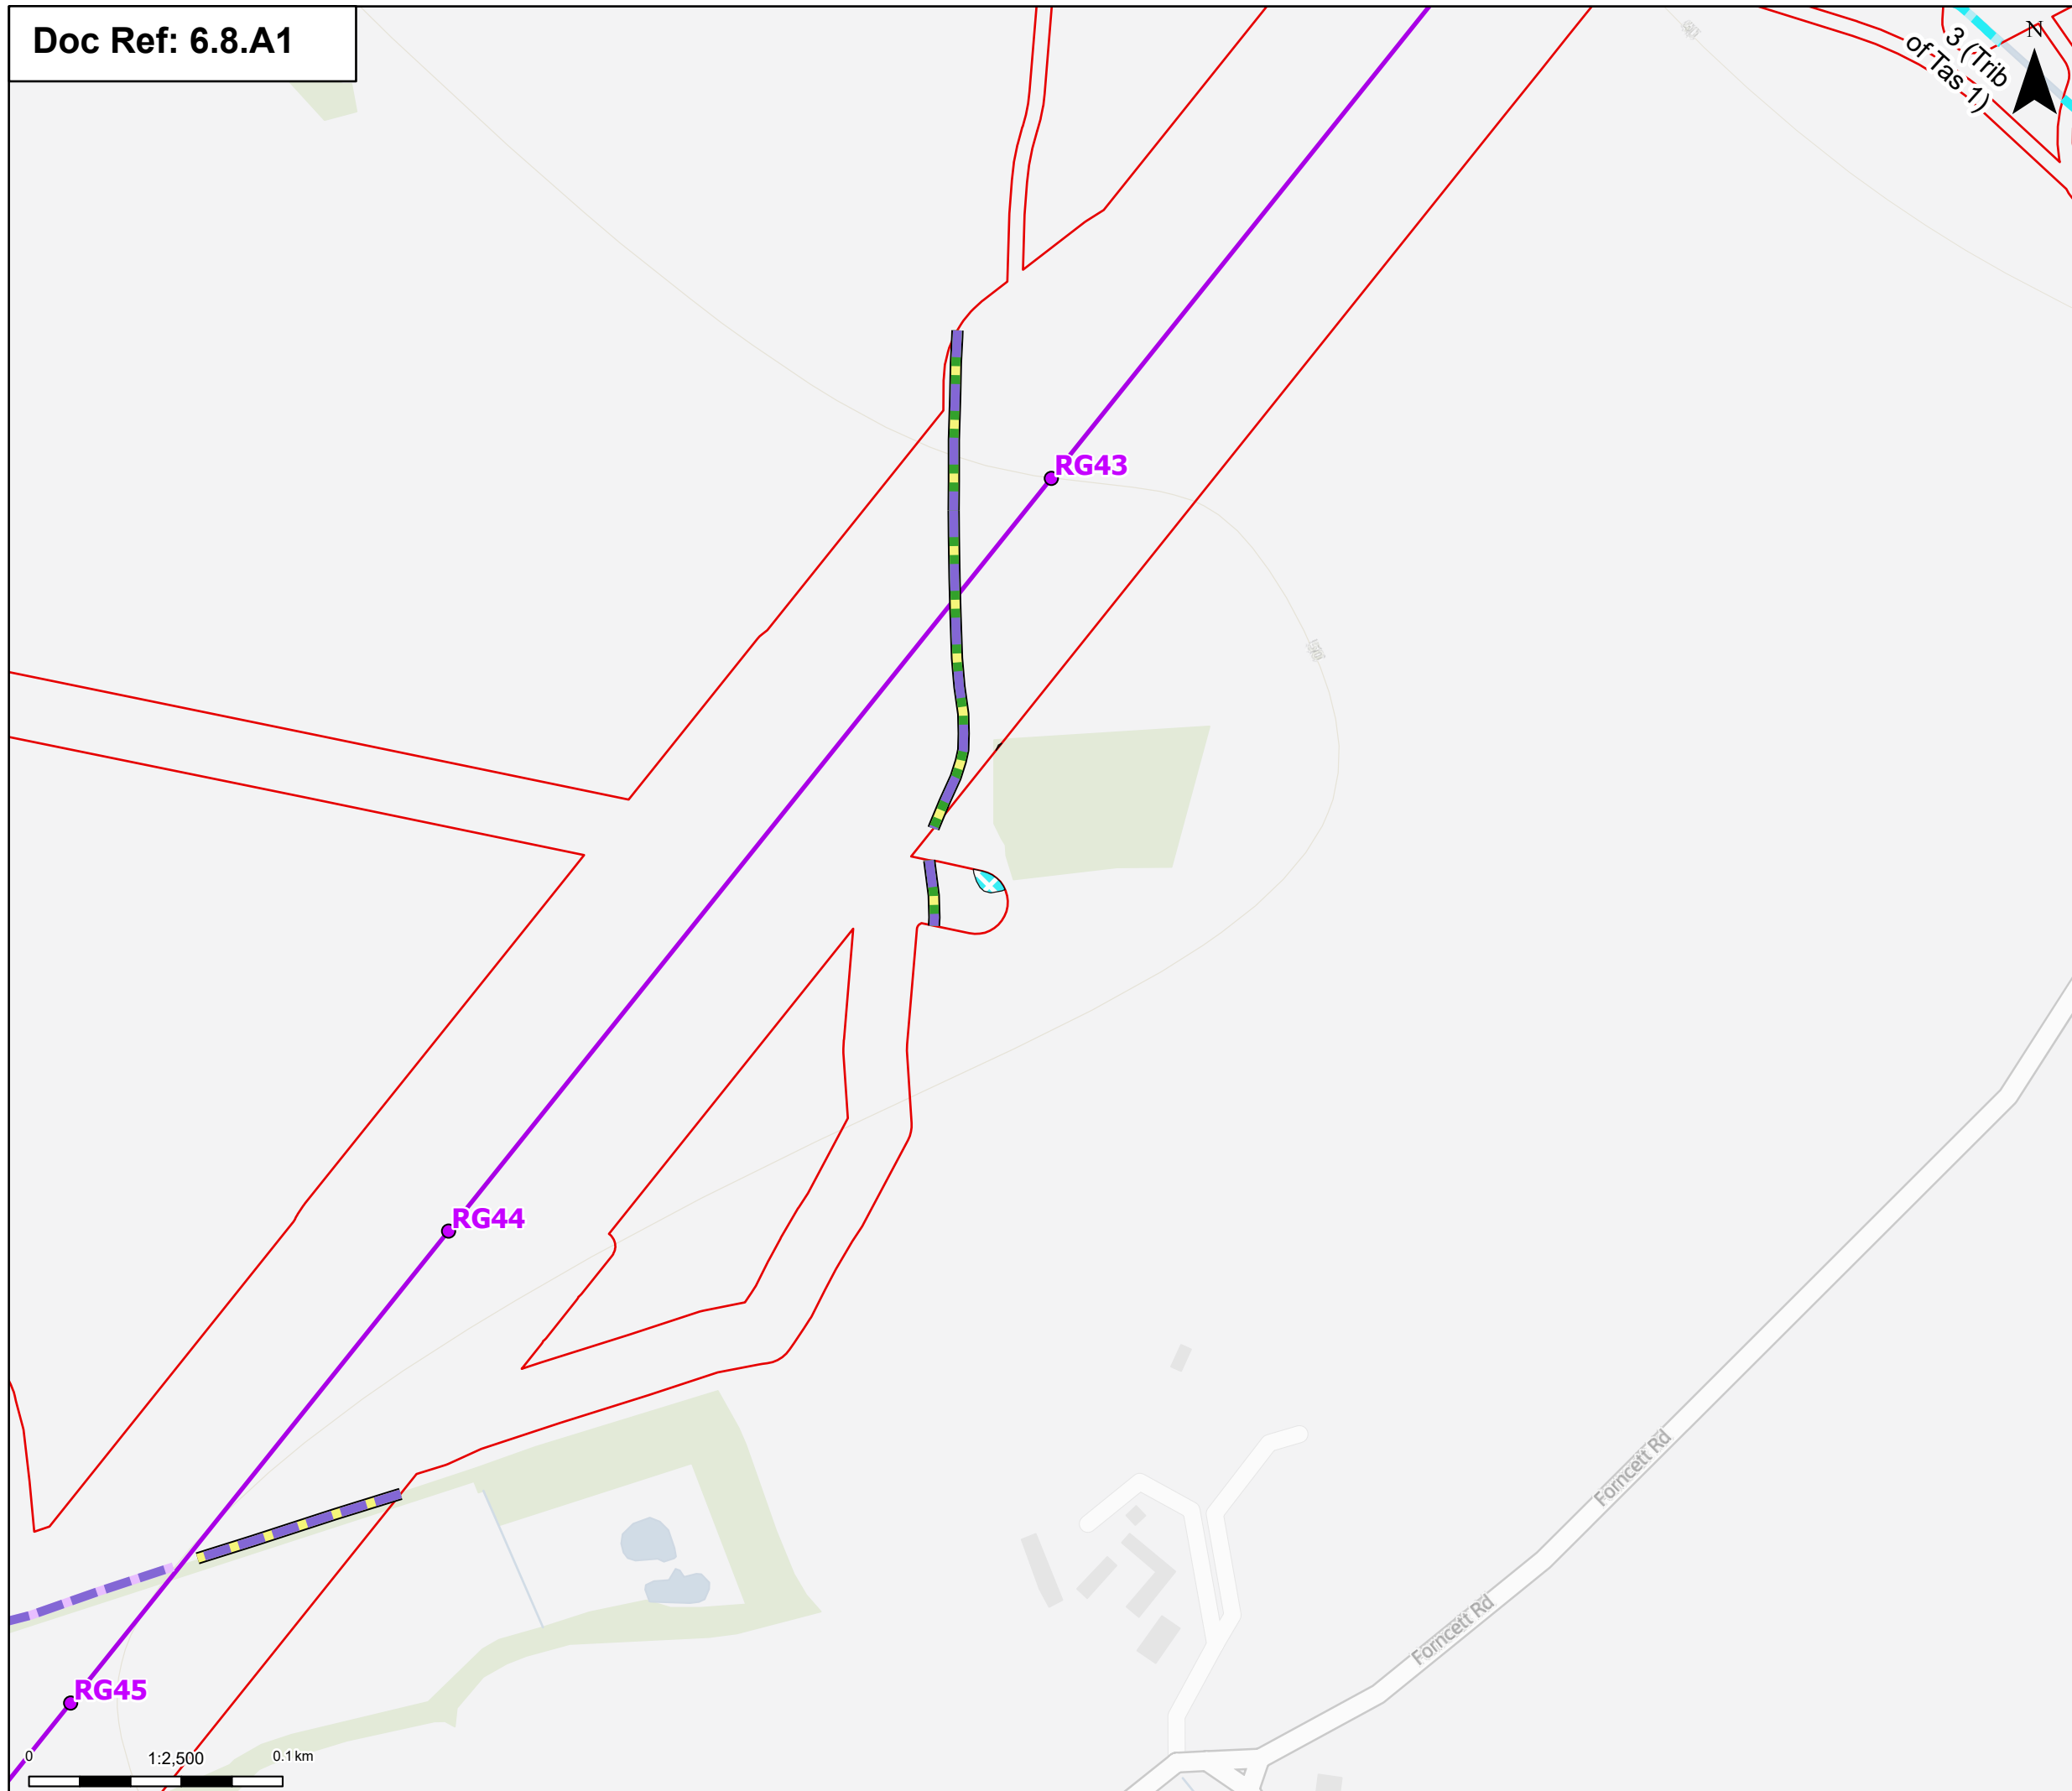 Doc Ref: 6.8.A1
N
3 (Trib
of Tas 1)
RG43
RG44
Forncett Rd
Forncett Rd
RG45
0 1:2,500 0.1 km